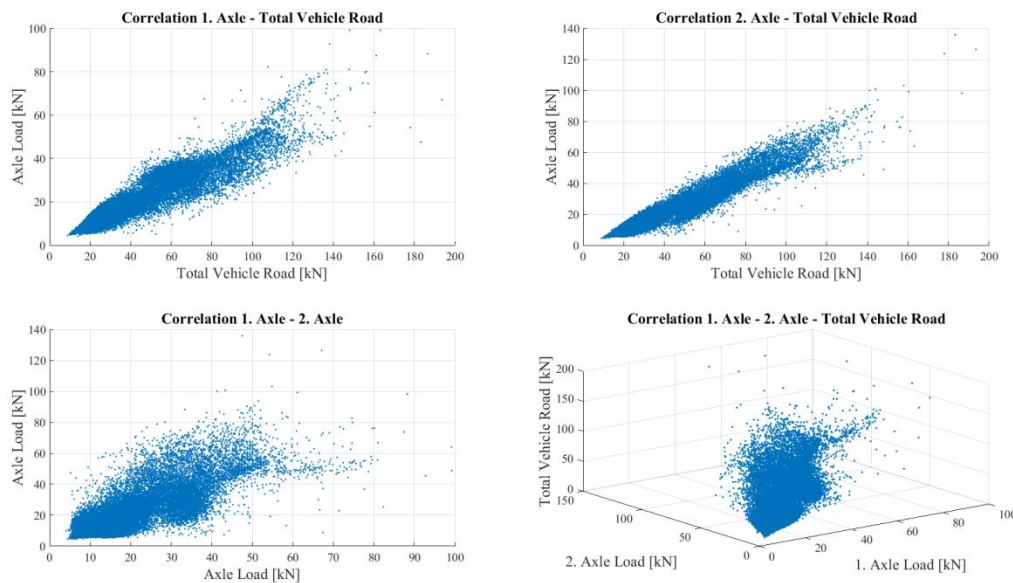 Correlation 1. Axle - Total Vehicle Road
100
80
60
40
20
0
Axle Load [kN]
0 20 40 60 80 100 120 140 160 180 200
Total Vehicle Road [kN]
Correlation 2. Axle - Total Vehicle Road
140
120
100
80
60
40
20
0
Axle Load [kN]
0 20 40 60 80 100 120 140 160 180 200
Total Vehicle Road [kN]
Correlation 1. Axle - 2. Axle
140
120
100
80
60
40
20
0
Axle Load [kN]
0 10 20 30 40 50 60 70 80 90 100
Axle Load [kN]
Correlation 1. Axle - 2. Axle - Total Vehicle Road
200
150
100
50
0
Total Vehicle Road [kN]
150
100
50
0
2. Axle Load [kN]
0
20
40
60
80
100
1. Axle Load [kN]